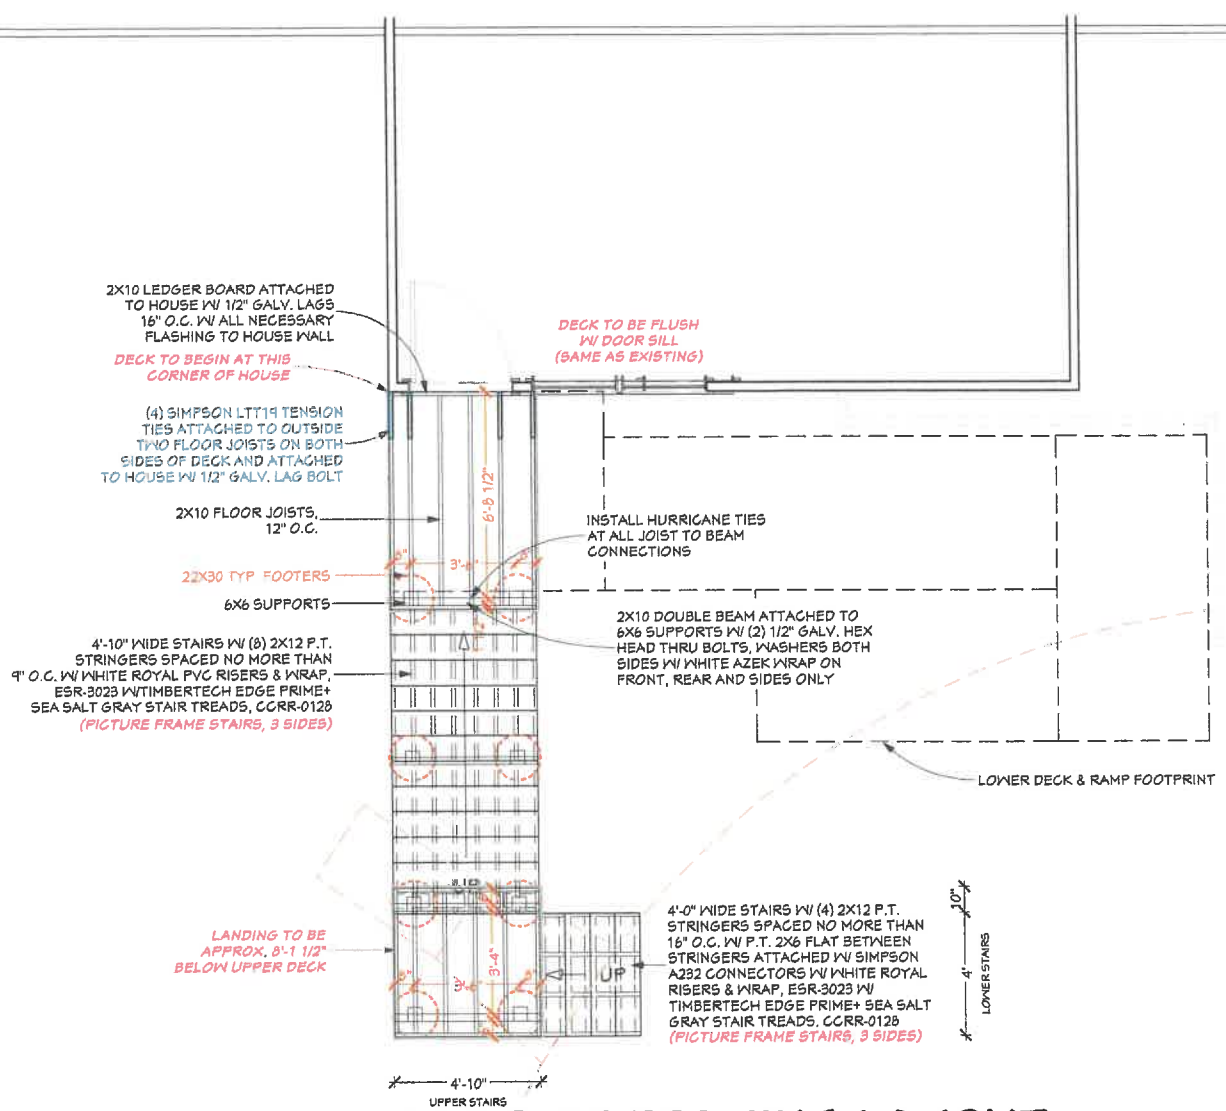 2X10 LEDGER BOARD ATTACHED
TO HOUSE W/ 1/2" GALV. LAGS
16" O.C. W/ ALL NECESSARY
FLASHING TO HOUSE WALL
DECK TO BEGIN AT THIS
CORNER OF HOUSE
(4) SIMPSON LTT19 TENSION
TIES ATTACHED TO OUTSIDE
TWO FLOOR JOISTS ON BOTH
SIDES OF DECK AND ATTACHED
TO HOUSE W/ 1/2" GALV. LAG BOLT
2X10 FLOOR JOISTS,
12" O.C.
22X30 TYP FOOTERS
6X6 SUPPORTS
4'-10" WIDE STAIRS W/ (8) 2X12 P.T.
STRINGERS SPACED NO MORE THAN
9" O.C. W/ WHITE ROYAL PVC RISERS & WRAP,
ESR-3023 W/TIMBERTECH EDGE PRIME+
SEA SALT GRAY STAIR TREADS, CCRR-0128
(PICTURE FRAME STAIRS, 3 SIDES)
LANDING TO BE
APPROX. 8'-1 1/2"
BELOW UPPER DECK
DECK TO BE FLUSH
W/ DOOR SILL
(SAME AS EXISTING)
6'-8 1/2"
INSTALL HURRICANE TIES
AT ALL JOIST TO BEAM
CONNECTIONS
2X10 DOUBLE BEAM ATTACHED TO
6X6 SUPPORTS W/ (2) 1/2" GALV. HEX
HEAD THRU BOLTS, WASHERS BOTH
SIDES W/ WHITE AZEK WRAP ON
FRONT, REAR AND SIDES ONLY
LOWER DECK & RAMP FOOTPRINT
3'-4"
UP
4'-0" WIDE STAIRS W/ (4) 2X12 P.T.
STRINGERS SPACED NO MORE THAN
16" O.C. W/ P.T. 2X6 FLAT BETWEEN
STRINGERS ATTACHED W/ SIMPSON
A232 CONNECTORS W/ WHITE ROYAL
RISERS & WRAP, ESR-3023 W/
TIMBERTECH EDGE PRIME+ SEA SALT
GRAY STAIR TREADS. CCRR-0128
(PICTURE FRAME STAIRS, 3 SIDES)
10"
4'
LOWER STAIRS
4'-10"
UPPER STAIRS